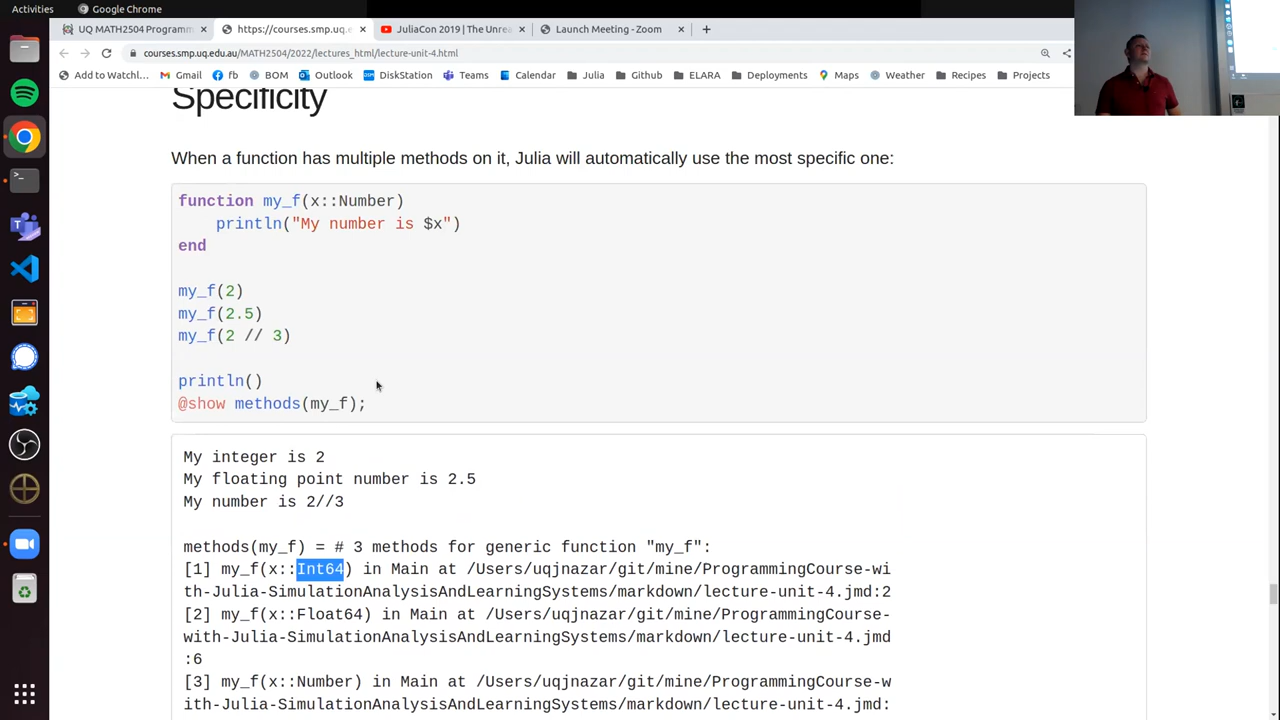 Activities
Google Chrome
UQ MATH2504 Programm
https://courses.smp.uq.e
JuliaCon 2019 | The Unrea
Launch Meeting - Zoom
courses.smp.uq.edu.au/MATH2504/2022/lectures_html/lecture-unit-4.html
Add to Watchl...
Gmail
fb
BOM
Outlook
DiskStation
Teams
Calendar
Julia
Github
ELARA
Deployments
Maps
Weather
Recipes
Projects
Specificity
When a function has multiple methods on it, Julia will automatically use the most specific one:
function my_f(x::Number)
println("My number is $x")
end
my_f(2)
my_f(2.5)
my_f(2 // 3)
println()
@show methods(my_f);
My integer is 2
My floating point number is 2.5
My number is 2//3
methods(my_f) = # 3 methods for generic function "my_f":
[1] my_f(x::Int64) in Main at /Users/uqjnazar/git/mine/ProgrammingCourse-wi
th-Julia-SimulationAnalysisAndLearningSystems/markdown/lecture-unit-4.jmd:2
[2] my_f(x::Float64) in Main at /Users/uqjnazar/git/mine/ProgrammingCourse-
with-Julia-SimulationAnalysisAndLearningSystems/markdown/lecture-unit-4.jmd
:6
[3] my_f(x::Number) in Main at /Users/uqjnazar/git/mine/ProgrammingCourse-w
ith-Julia-SimulationAnalysisAndLearningSystems/markdown/lecture-unit-4.jmd: